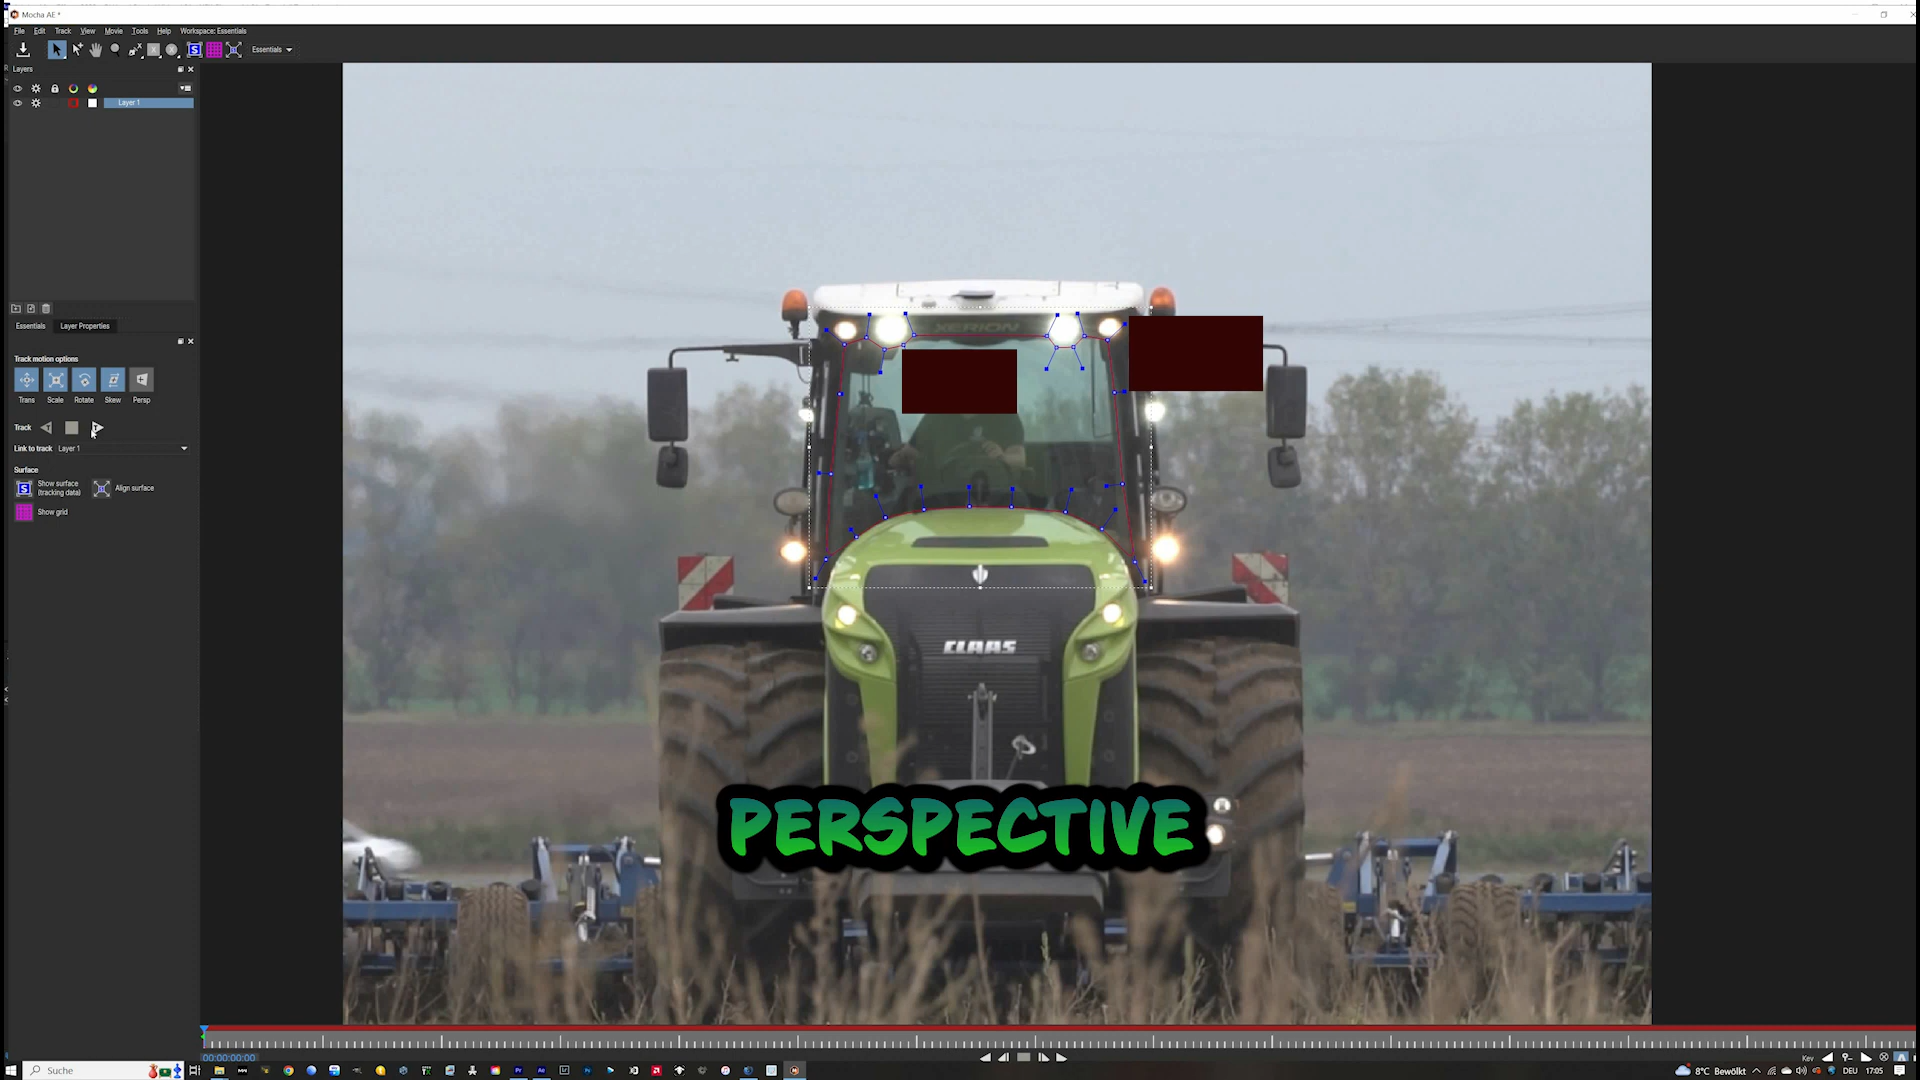 Mocha AE *
File Edit Track View Movie Tools Help Workspace: Essentials
Essentials
Layers
Layer 1
Essentials Layer Properties
Track motion options
Trans Scale Rotate Skew Persp
Track
Link to track Layer 1
Surface
Show surface
(tracking data)
Align surface
Show grid
XERION
CLAAS
PERSPECTIVE
00:00:00:00
Key
Suche
8°C Bewölkt
DEU
17:05